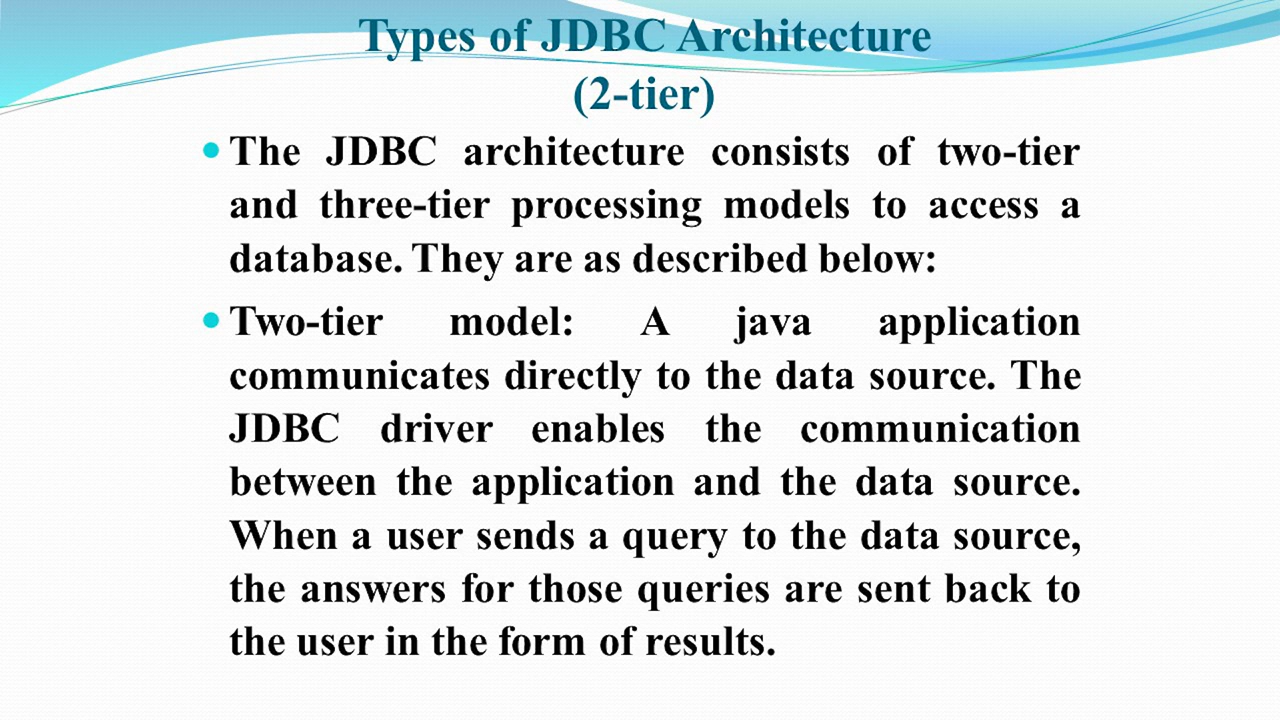 Types of JDBC Architecture
(2-tier)
The JDBC architecture consists of two-tier
and three-tier processing models to access a
database. They are as described below:
Two-tier model: A java application
communicates directly to the data source. The
JDBC driver enables the communication
between the application and the data source.
When a user sends a query to the data source,
the answers for those queries are sent back to
the user in the form of results.